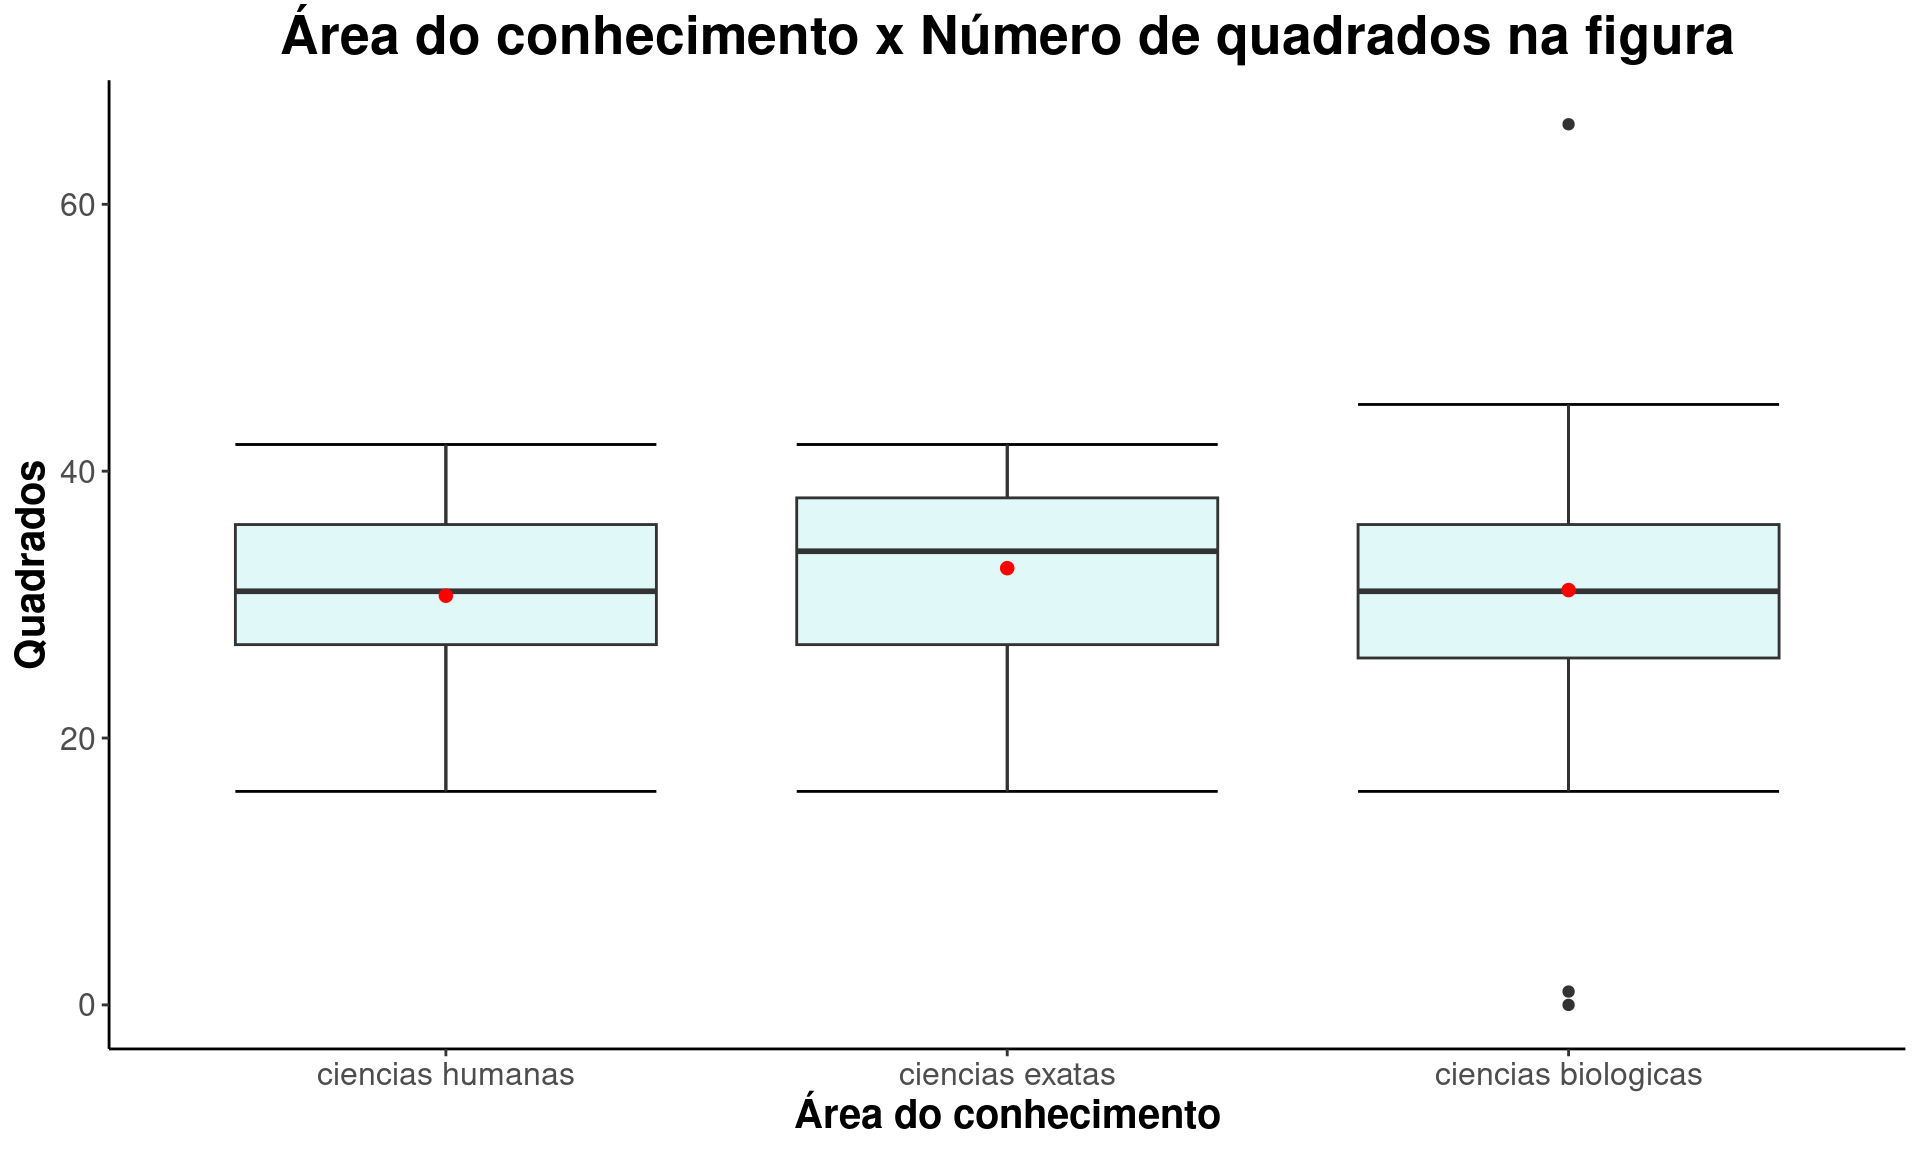 Área do conhecimento x Número de quadrados na figura
Quadrados
60
40
20
0
ciencias humanas
ciencias exatas
ciencias biologicas
Área do conhecimento